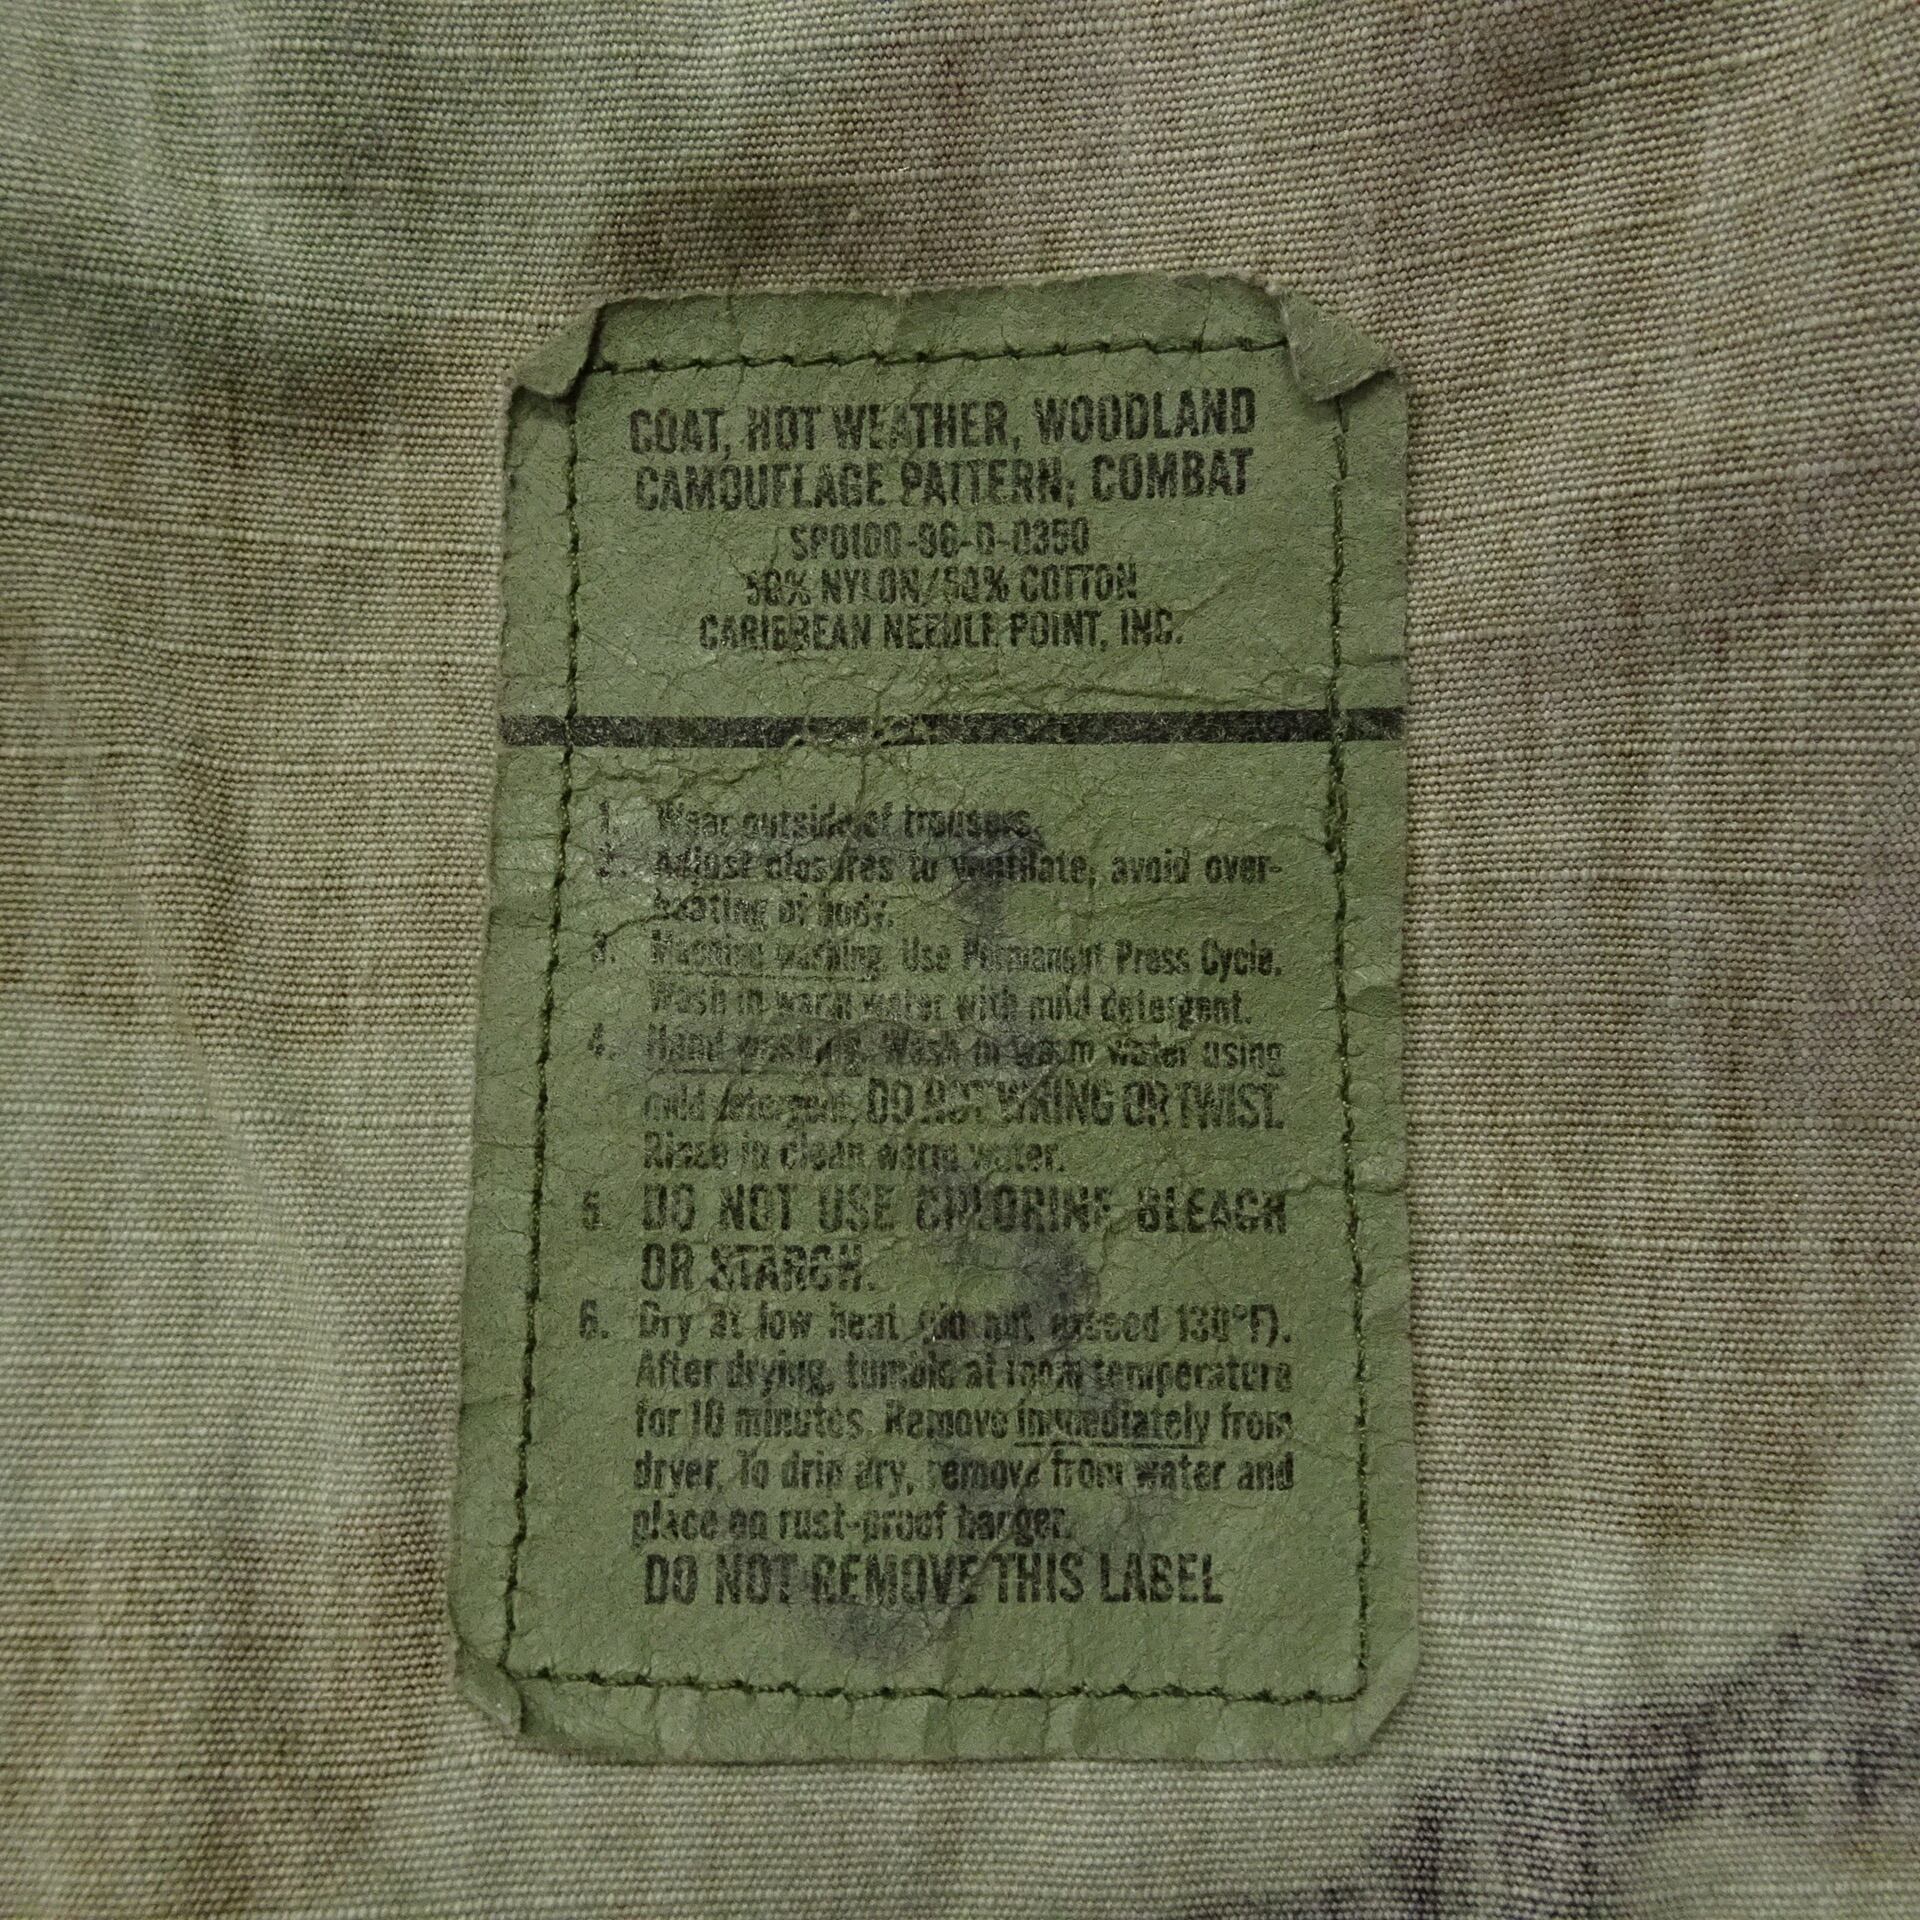 COAT, HOT WEATHER, WOODLAND
CAMOUFLAGE PATTERN; COMBAT
SP0100-96-D-0350
50% NYLON/50% COTTON
CARIBBEAN NEEDLE POINT, INC.
1. Wear outside of trousers.
2. Adjust closures to ventilate, avoid over-
heating of body.
3. Machine washing. Use Permanent Press Cycle.
Wash in warm water with mild detergent.
4. Hand washing. Wash in warm water using
mild detergent. DO NOT WRING OR TWIST.
Rinse in clean warm water.
5. DO NOT USE CHLORINE BLEACH
OR STARCH.
6. Dry at low heat (do not exceed 130°F).
After drying, tumble at room temperature
for 10 minutes. Remove immediately from
dryer. To drip dry, remove from water and
place on rust-proof hanger.
DO NOT REMOVE THIS LABEL